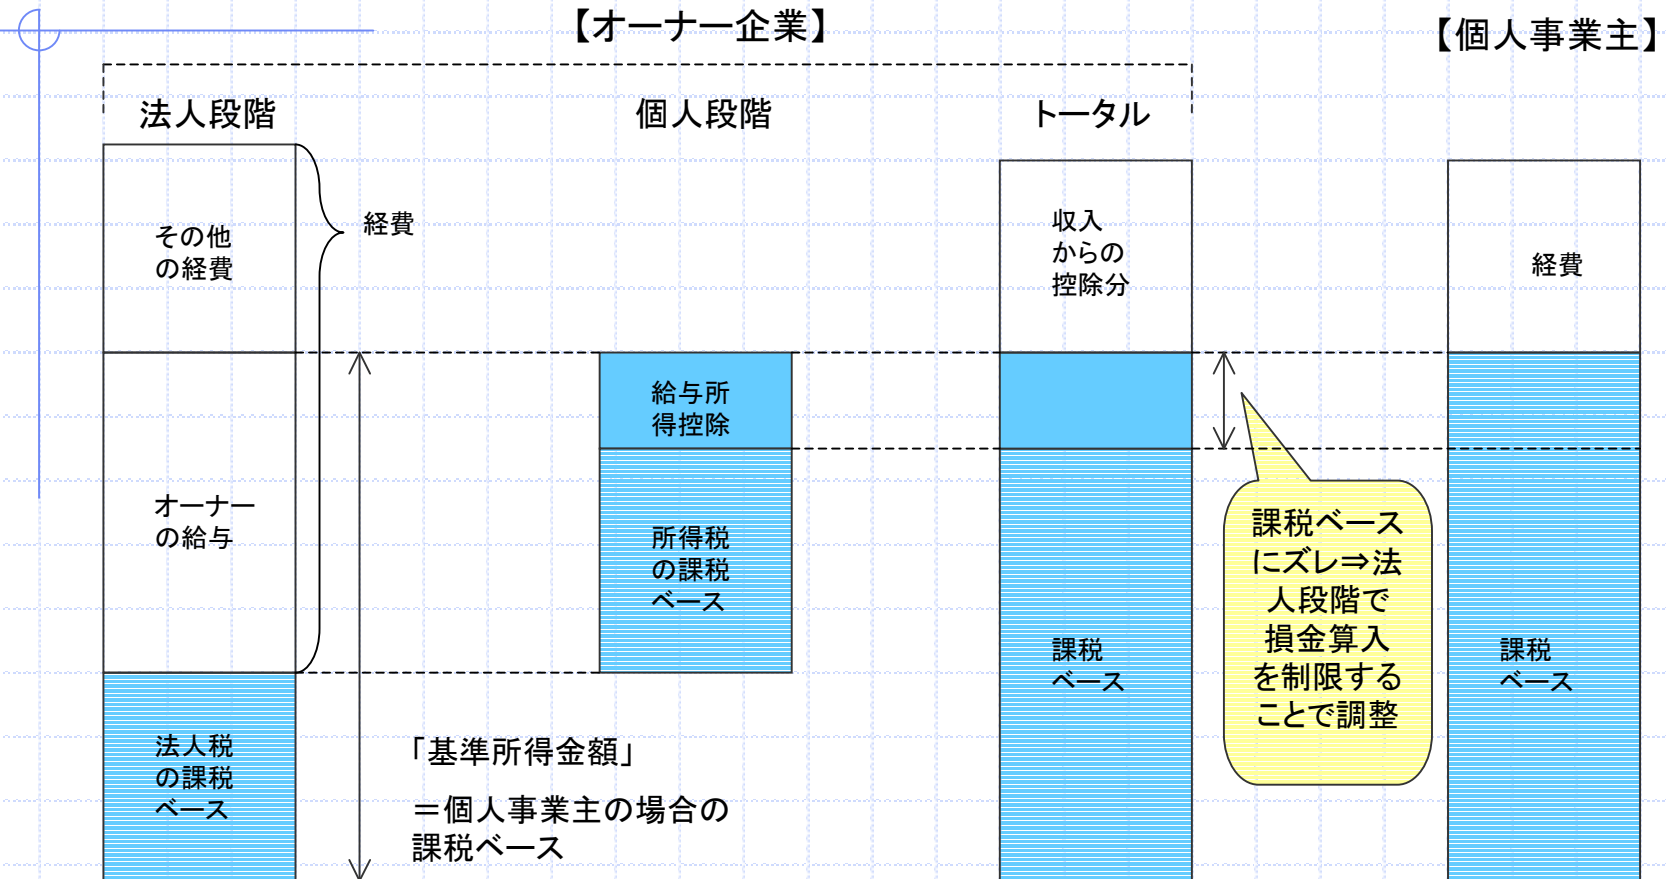 【オーナー企業】
【個人事業主】
法人段階
個人段階
トータル
その他
の経費
経費
収入
からの
控除分
経費
給与所
得控除
オーナー
の給与
所得税
の課税
ベース
課税ベース
にズレ⇒法
人段階で
損金算入
を制限する
ことで調整
課税
ベース
課税
ベース
法人税
の課税
ベース
「基準所得金額」
＝個人事業主の場合の
課税ベース